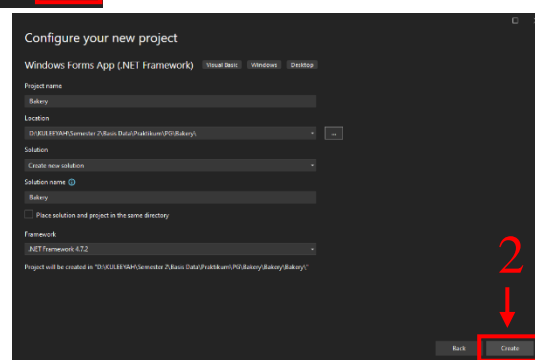 Configure your new project
Windows Forms App (.NET Framework) Visual Basic Windows Desktop
Project name
Bakery
Location
D:\KULEEYAH\Semester 2\Basis Data\Praktikum\PG\Bakery\
...
Solution
Create new solution
Solution name
Bakery
Place solution and project in the same directory
Framework
.NET Framework 4.7.2
Project will be created in "D:\KULEEYAH\Semester 2\Basis Data\Praktikum\PG\Bakery\Bakery\Bakery\"
2
Back Create